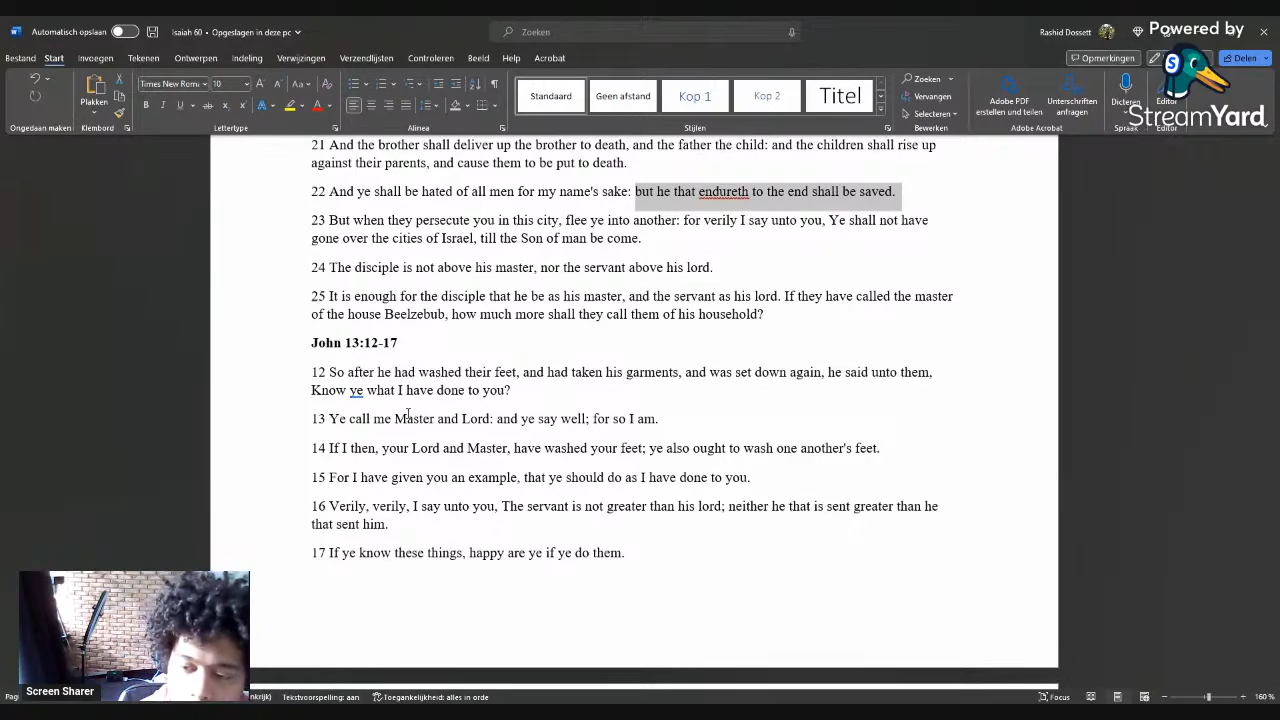 Powered by
StreamYard
Automatisch opslaan
Isaiah 60 • Opgeslagen in deze pc
Zoeken
Rashid Dossett
Bestand Start Invoegen Tekenen Ontwerpen Indeling Verwijzingen Verzendlijsten Controleren Beeld Help Acrobat
Opmerkingen
Delen
Plakken
Times New Roma
10
Standaard
Geen afstand
Kop 1
Kop 2
Titel
Zoeken
Vervangen
Selecteren
Adobe PDF
erstellen und teilen
Unterschriften
anfragen
Dicteren
Editor
Ongedaan maken
Klembord
Lettertype
Alinea
Stijlen
Bewerken
Adobe Acrobat
Spraak
Editor
21 And the brother shall deliver up the brother to death, and the father the child: and the children shall rise up
against their parents, and cause them to be put to death.
22 And ye shall be hated of all men for my name's sake: but he that endureth to the end shall be saved.
23 But when they persecute you in this city, flee ye into another: for verily I say unto you, Ye shall not have
gone over the cities of Israel, till the Son of man be come.
24 The disciple is not above his master, nor the servant above his lord.
25 It is enough for the disciple that he be as his master, and the servant as his lord. If they have called the master
of the house Beelzebub, how much more shall they call them of his household?
John 13:12-17
12 So after he had washed their feet, and had taken his garments, and was set down again, he said unto them,
Know ye what I have done to you?
13 Ye call me Master and Lord: and ye say well; for so I am.
14 If I then, your Lord and Master, have washed your feet; ye also ought to wash one another's feet.
15 For I have given you an example, that ye should do as I have done to you.
16 Verily, verily, I say unto you, The servant is not greater than his lord; neither he that is sent greater than he
that sent him.
17 If ye know these things, happy are ye if ye do them.
Screen Sharer
Tekstvoorspelling: aan
Toegankelijkheid: alles in orde
Focus
160 %